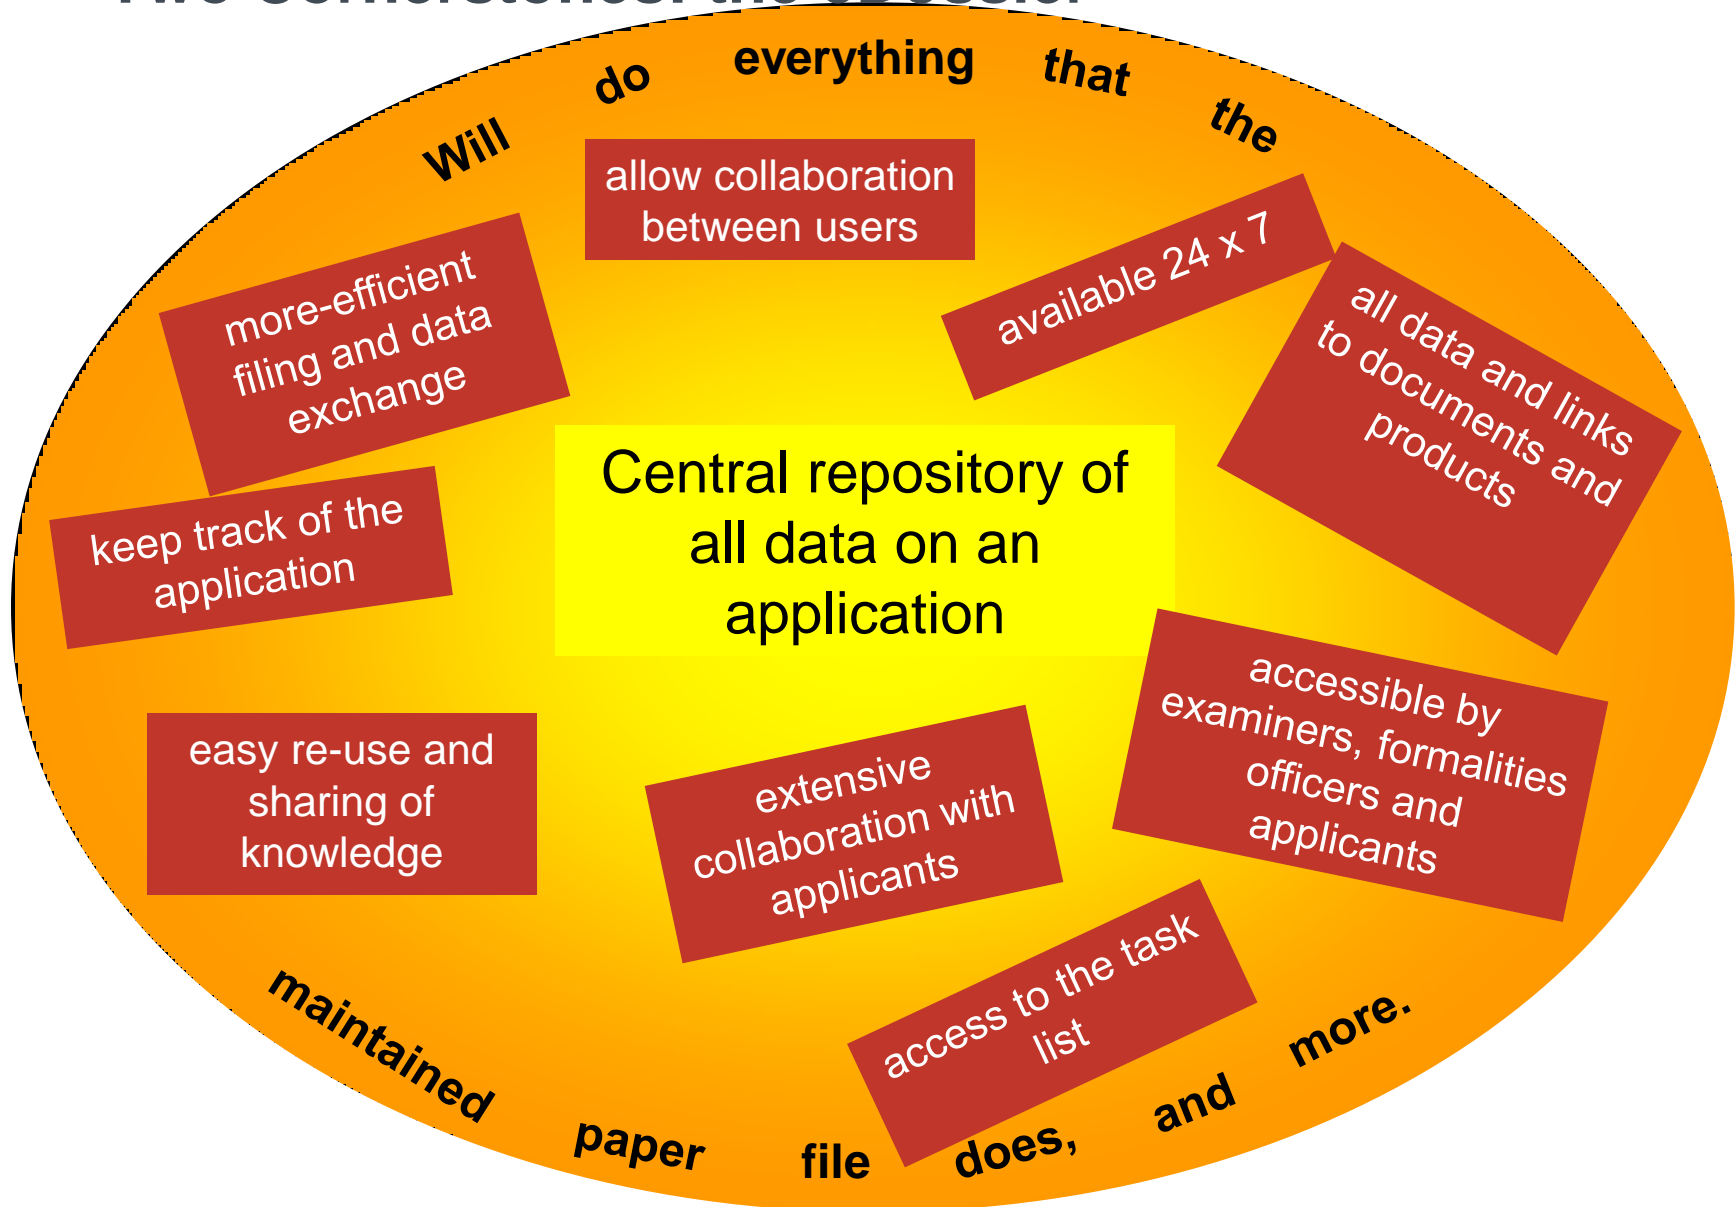 Two Cornerstones: the
Will do everything that the
allow collaboration
between users
available 24 x 7
more-efficient
filing and data
exchange
all data and links
to documents and
products
Central repository of
all data on an
application
keep track of the
application
accessible by
examiners, formalities
officers and
applicants
easy re-use and
sharing of
knowledge
extensive
collaboration with
applicants
access to the task
list
maintained paper file does, and more.